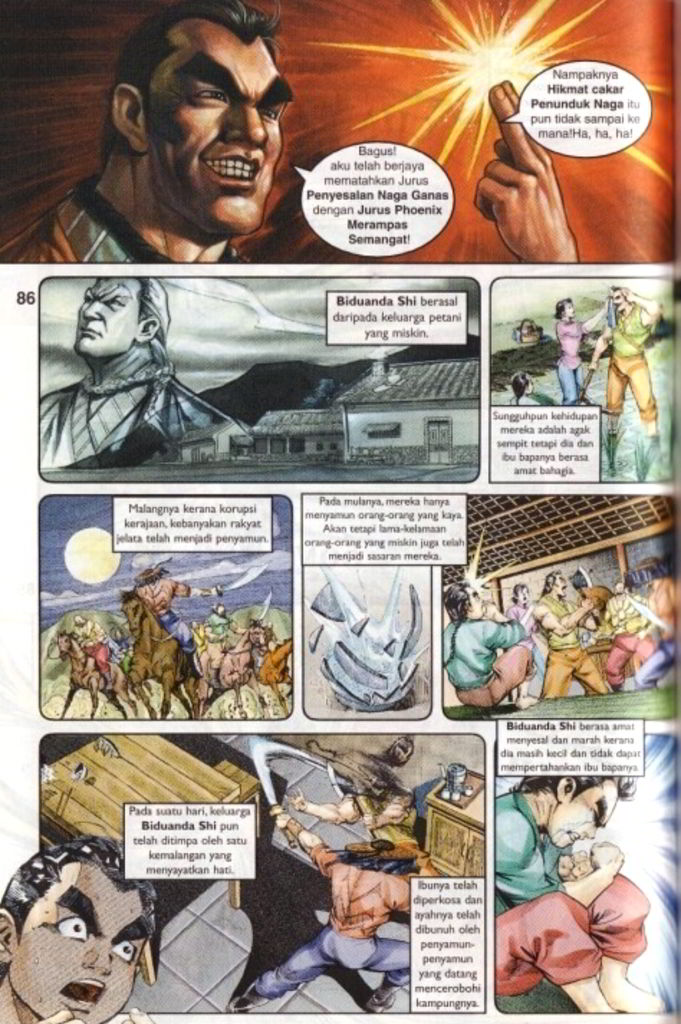 Nampaknya
Hikmat cakar
Penunduk Naga itu
pun tidak sampai ke
mana!Ha, ha, ha!
Bagus!
aku telah berjaya
mematahkan Jurus
Penyesalan Naga Ganas
dengan Jurus Phoenix
Merampas
Semangat!
86
Biduanda Shi berasal
daripada keluarga petani
yang miskin.
Sungguhpun kehidupan
mereka adalah agak
sempit tetapi dia dan
ibu bapanya berasa
amat bahagia.
Malangnya kerana korupsi
kerajaan, kebanyakan rakyat
jelata telah menjadi penyamun.
Pada mulanya, mereka hanya
menyamun orang-orang yang kaya.
Akan tetapi lama-kelamaan
orang-orang yang miskin juga telah
menjadi sasaran mereka.
Biduanda Shi berasa amat
menyesal dan marah kerana
dia masih kecil dan tidak dapat
mempertahankan ibu bapanya.
Pada suatu hari, keluarga
Biduanda Shi pun
telah ditimpa oleh satu
kemalangan yang
menyayatkan hati.
Ibunya telah
diperkosa dan
ayahnya telah
dibunuh oleh
penyamun-
penyamun
yang datang
mencerobohi
kampungnya.